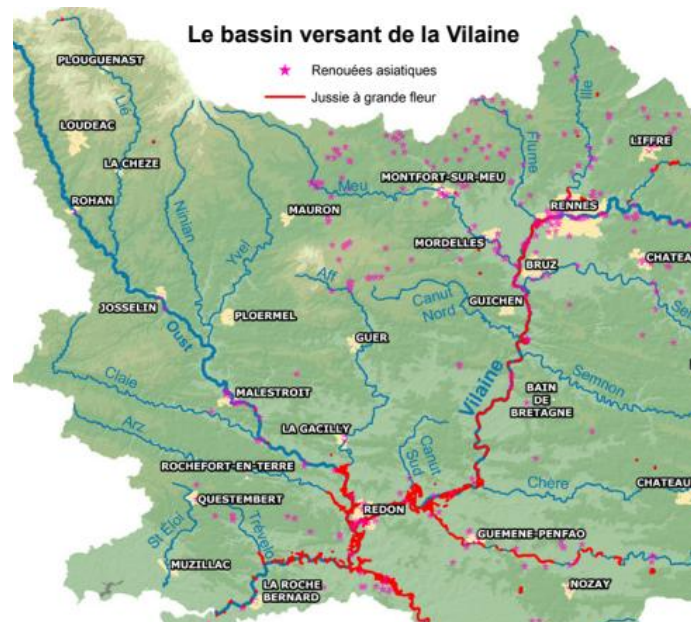 Le bassin versant de la Vilaine
Renouées asiatiques
Jussie à grande fleur
PLOUGUENAST
Lié
Illie
LOUDEAC
Flume
LIFFRE
LA CHEZE
MONTFORT-SUR-MEU
Meu
ROHAN
RENNES
Ninian
Yvel
MAURON
MORDELLES
BRUZ
CHATEA
Aff
Canut
Nord
GUICHEN
Sei
JOSSELIN
Oust
PLOERMEL
GUER
Vilaine
Semnon
Claie
MALESTROIT
BAIN
DE
BRETAGNE
Arz
LA GACILLY
Canut
Sud
ROCHEFORT-EN-TERRE
Chère
CHATEAU
QUESTEMBERT
REDON
St Éloi
Trévelo
GUEMENE-PENFAO
MUZILLAC
LA ROCHE
BERNARD
NOZAY